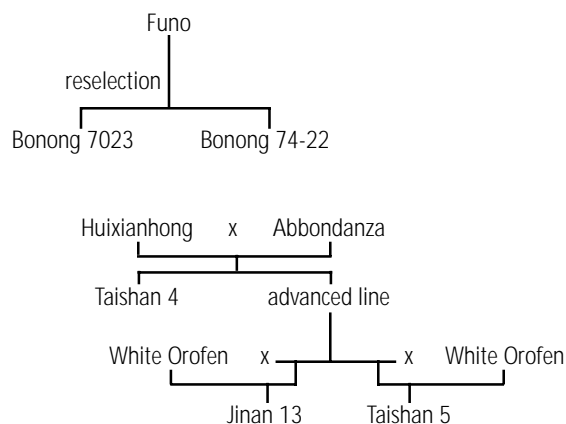 Funo
reselection
Bonong 7023 Bonong 74-22
Huixianhong x Abbondanza
Taishan 4 advanced line
White Orofen x x White Orofen
Jinan 13 Taishan 5